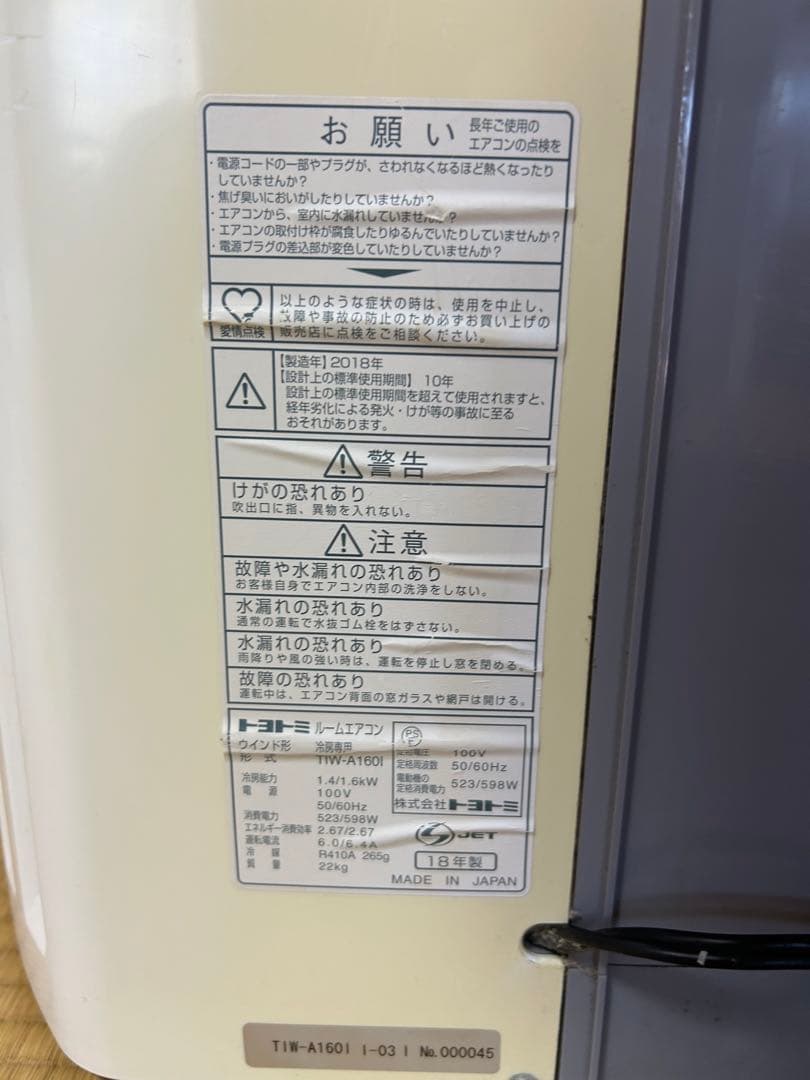 お願い 長年ご使用の
エアコンの点検を
・電源コードの一部やプラグが、さわれなくなるほど熱くなったり
していませんか?
・焦げ臭いにおいがしたりしていませんか?
・エアコンから、室内に水漏れしていませんか?
・エアコンの取付け枠が腐食したりゆるんでいたりしていませんか?
・電源プラグの差込部が変色していたりしていませんか?
愛情点検
以上のような症状の時は、使用を中止し、
故障や事故の防止のため必ずお買い上げの
販売店に点検をご相談ください。
【製造年】2018年
【設計上の標準使用期間】 10年
設計上の標準使用期間を超えて使用されますと、
経年劣化による発火・けが等の事故に至る
おそれがあります。
警告
けがの恐れあり
吹出口に指、異物を入れない。
注意
故障や水漏れの恐れあり
お客様自身でエアコン内部の洗浄をしない。
水漏れの恐れあり
通常の運転で水抜ゴム栓をはずさない。
水漏れの恐れあり
雨降りや風の強い時は、運転を停止し窓を閉める。
故障の恐れあり
運転中は、エアコン背面の窓ガラスや網戸は開ける。
トヨトミ ルームエアコン
ウインド形 冷房専用
形式 TIW-A160I
冷房能力 1.4/1.6kW
電源 100V
50/60Hz
消費電力 523/598W
エネルギー消費効率 2.67/2.67
運転電流 6.0/6.4A
冷媒 R410A 265g
質量 22kg
PS
E
定格電圧 100V
定格周波数 50/60Hz
電動機の
定格消費電力 523/598W
株式会社トヨトミ
JET
18年製
MADE IN JAPAN
TIW-A160I I-03 I No.000045